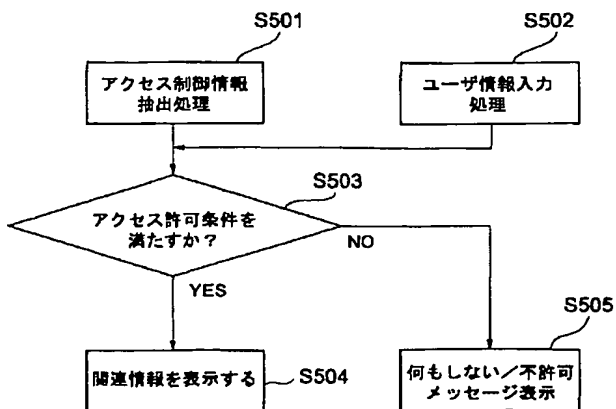 S501
アクセス制御情報
抽出処理
S502
ユーザ情報入力
処理
S503
アクセス許可条件を
満たすか？
NO
YES
S504
関連情報を表示する
S505
何もしない／不許可
メッセージ表示